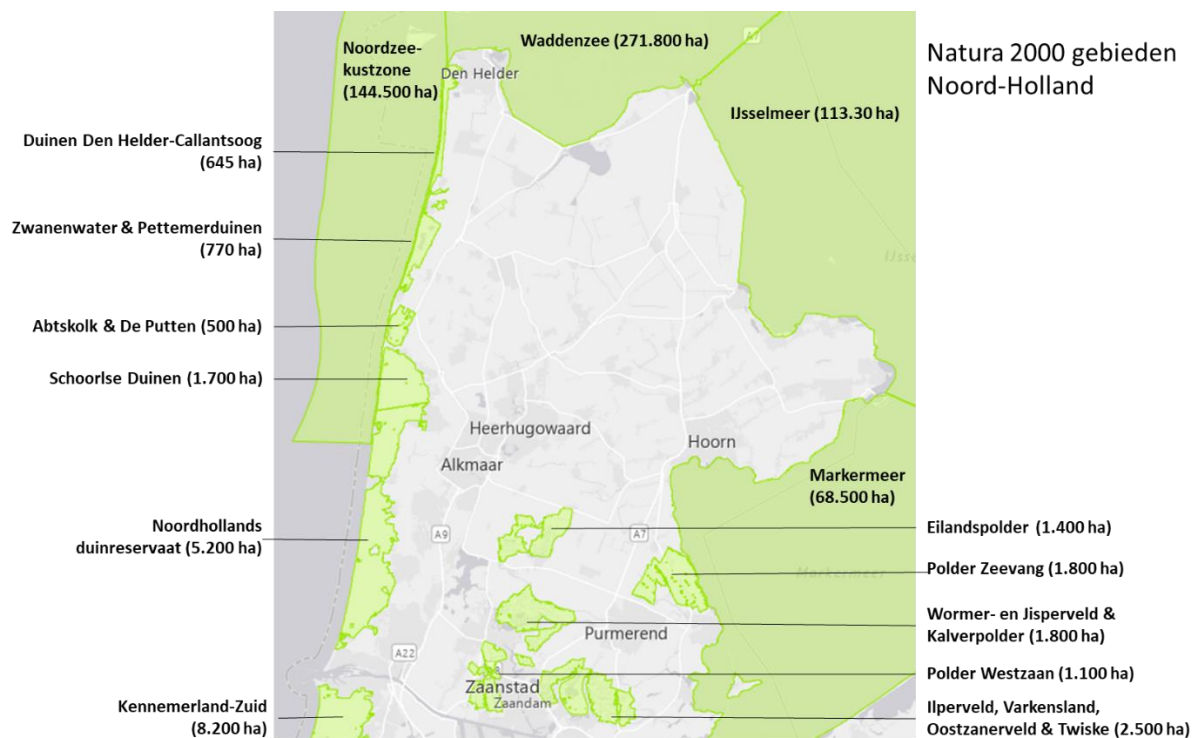 Natura 2000 gebieden
Noord-Holland
Waddenzee (271.800 ha)
A7
Noordzee-
kustzone
(144.500 ha)
Den Helder
IJsselmeer (113.30 ha)
Duinen Den Helder-Callantsoog
(645 ha)
Zwanenwater & Pettemerduinen
(770 ha)
IJsse
Abtskolk & De Putten (500 ha)
Schoorlse Duinen (1.700 ha)
Heerhugowaard
Hoorn
Alkmaar
Markermeer
(68.500 ha)
Noordhollands
duinreservaat (5.200 ha)
A9
A7
Eilandspolder (1.400 ha)
Markermeer
Polder Zeevang (1.800 ha)
Wormer- en Jisperveld &
Kalverpolder (1.800 ha)
Purmerend
A22
Polder Westzaan (1.100 ha)
Zaanstad
Zaandam
Kennemerland-Zuid
(8.200 ha)
Ilperveld, Varkensland,
Oostzanerveld & Twiske (2.500 ha)